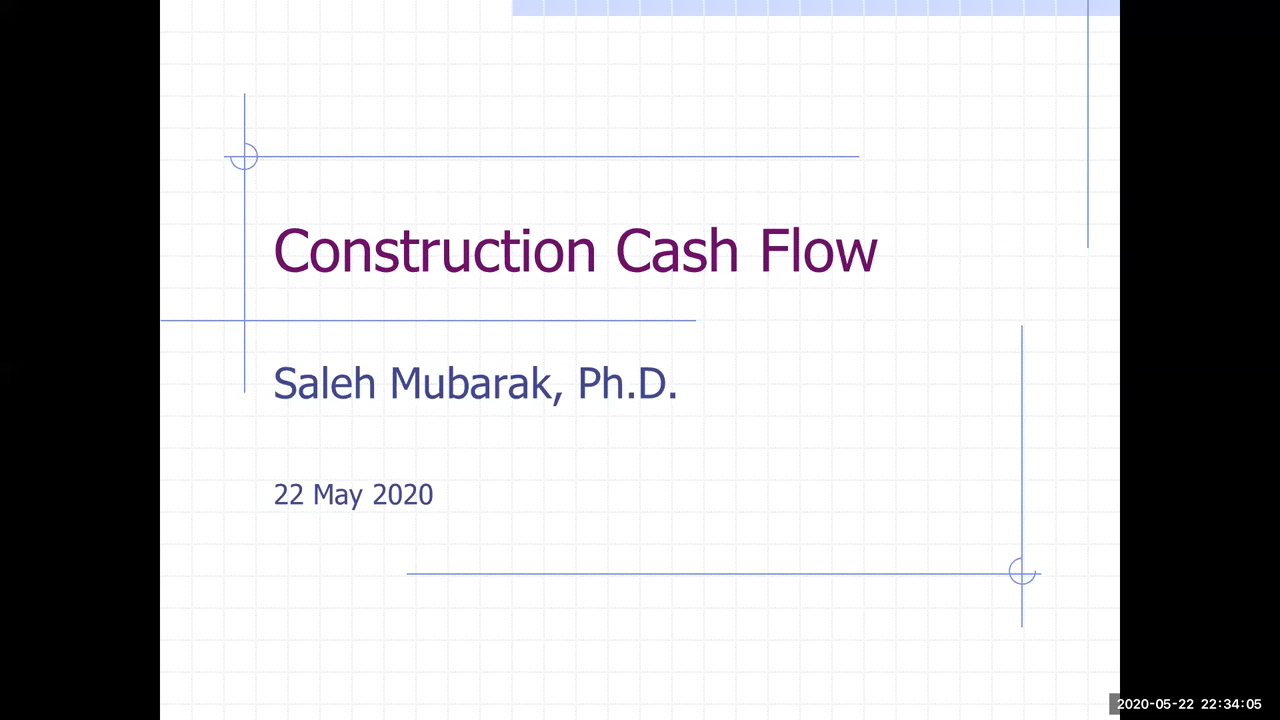 Construction Cash Flow
Saleh Mubarak, Ph.D.
22 May 2020
2020-05-22 22:34:05